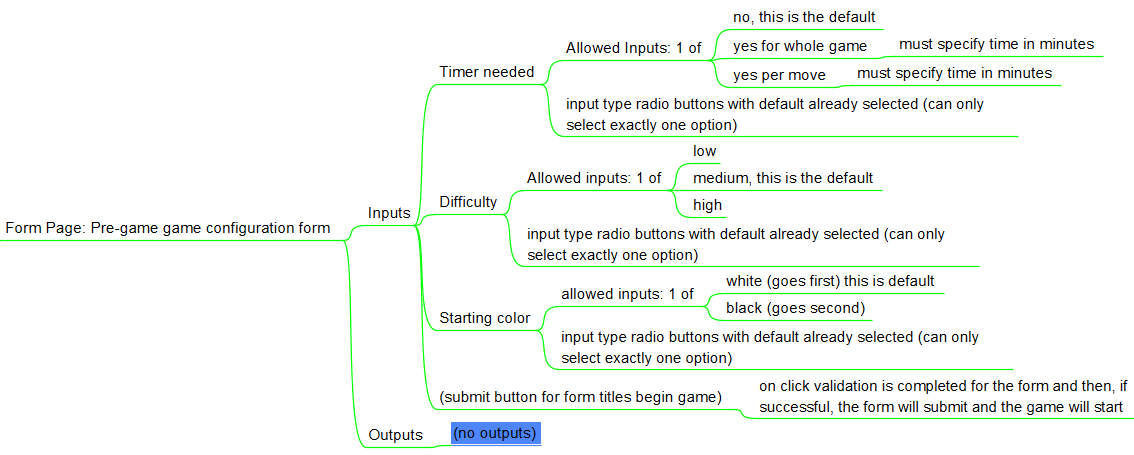 Form Page: Pre-game game configuration form
Inputs
Timer needed
Allowed Inputs: 1 of
no, this is the default
yes for whole game
must specify time in minutes
yes per move
must specify time in minutes
input type radio buttons with default already selected (can only
select exactly one option)
Difficulty
Allowed inputs: 1 of
low
medium, this is the default
high
input type radio buttons with default already selected (can only
select exactly one option)
Starting color
allowed inputs: 1 of
white (goes first) this is default
black (goes second)
input type radio buttons with default already selected (can only
select exactly one option)
(submit button for form titles begin game)
on click validation is completed for the form and then, if
successful, the form will submit and the game will start
Outputs
(no outputs)